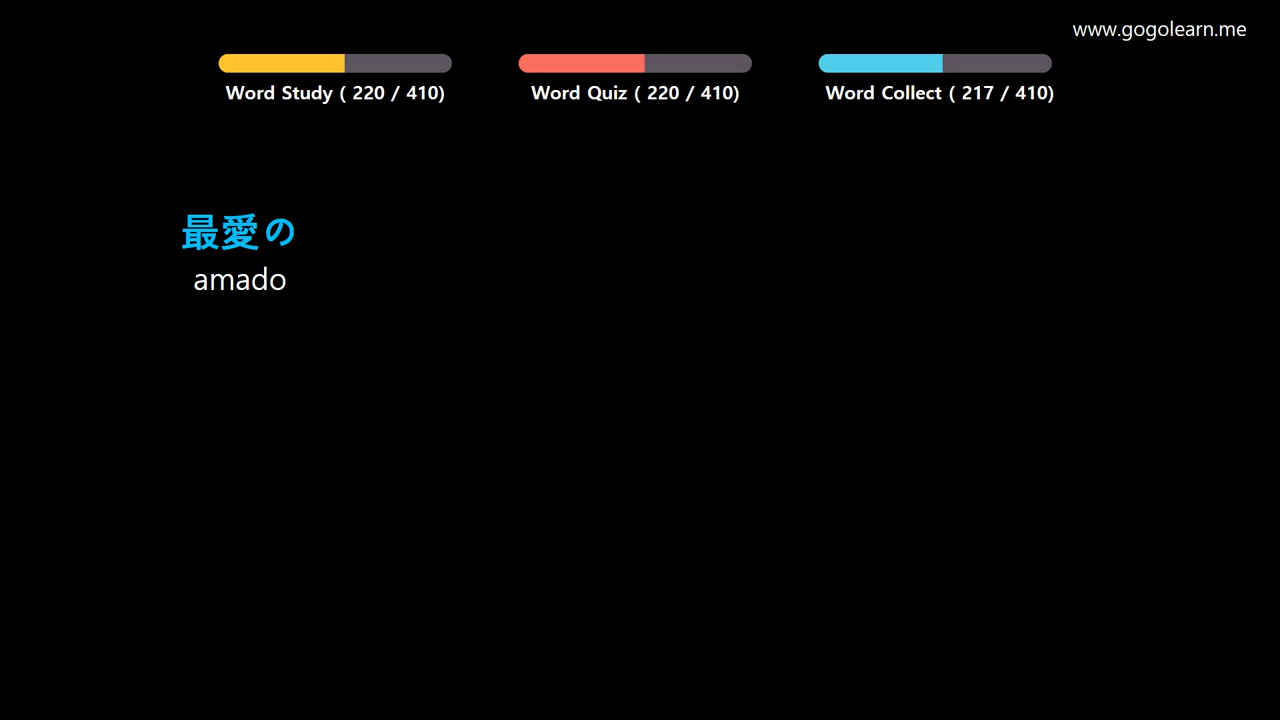 www.gogolearn.me
Word Study ( 220 / 410)
Word Quiz ( 220 / 410)
Word Collect ( 217 / 410)
最愛の
amado